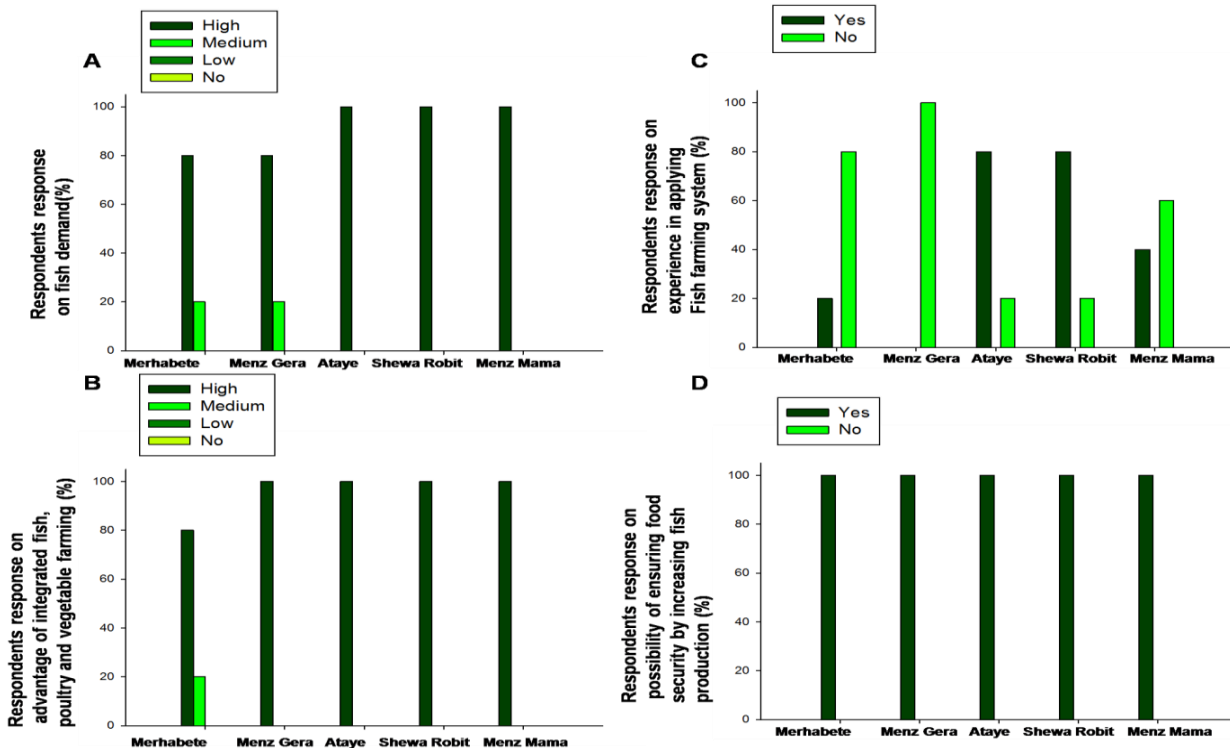 A
High
Medium
Low
No
Respondents response
on fish demand(%)
100
80
60
40
20
0
Merhabete Menz Gera Ataye Shewa Robit Menz Mama
B
High
Medium
Low
No
Respondents response on
advantage of integrated fish,
poultry and vegetable farming (%)
100
80
60
40
20
0
Merhabete Menz Gera Ataye Shewa Robit Menz Mama
C
Yes
No
Respondents response on
experience in applying
Fish farming system (%)
100
80
60
40
20
0
Merhabete Menz Gera Ataye Shewa Robit Menz Mama
D
Yes
No
Respondents response on
possibility of ensuring food
security by increasing fish
production (%)
100
80
60
40
20
0
Merhabete Menz Gera Ataye Shewa Robit Menz Mama